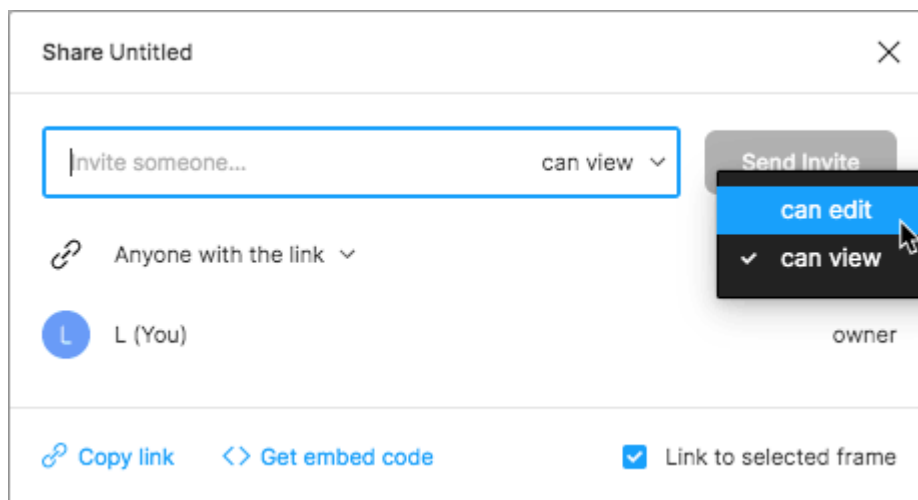 Share Untitled
Invite someone... can view Send Invite
can edit
Anyone with the link
can view
L L (You) owner
Copy link <> Get embed code Link to selected frame